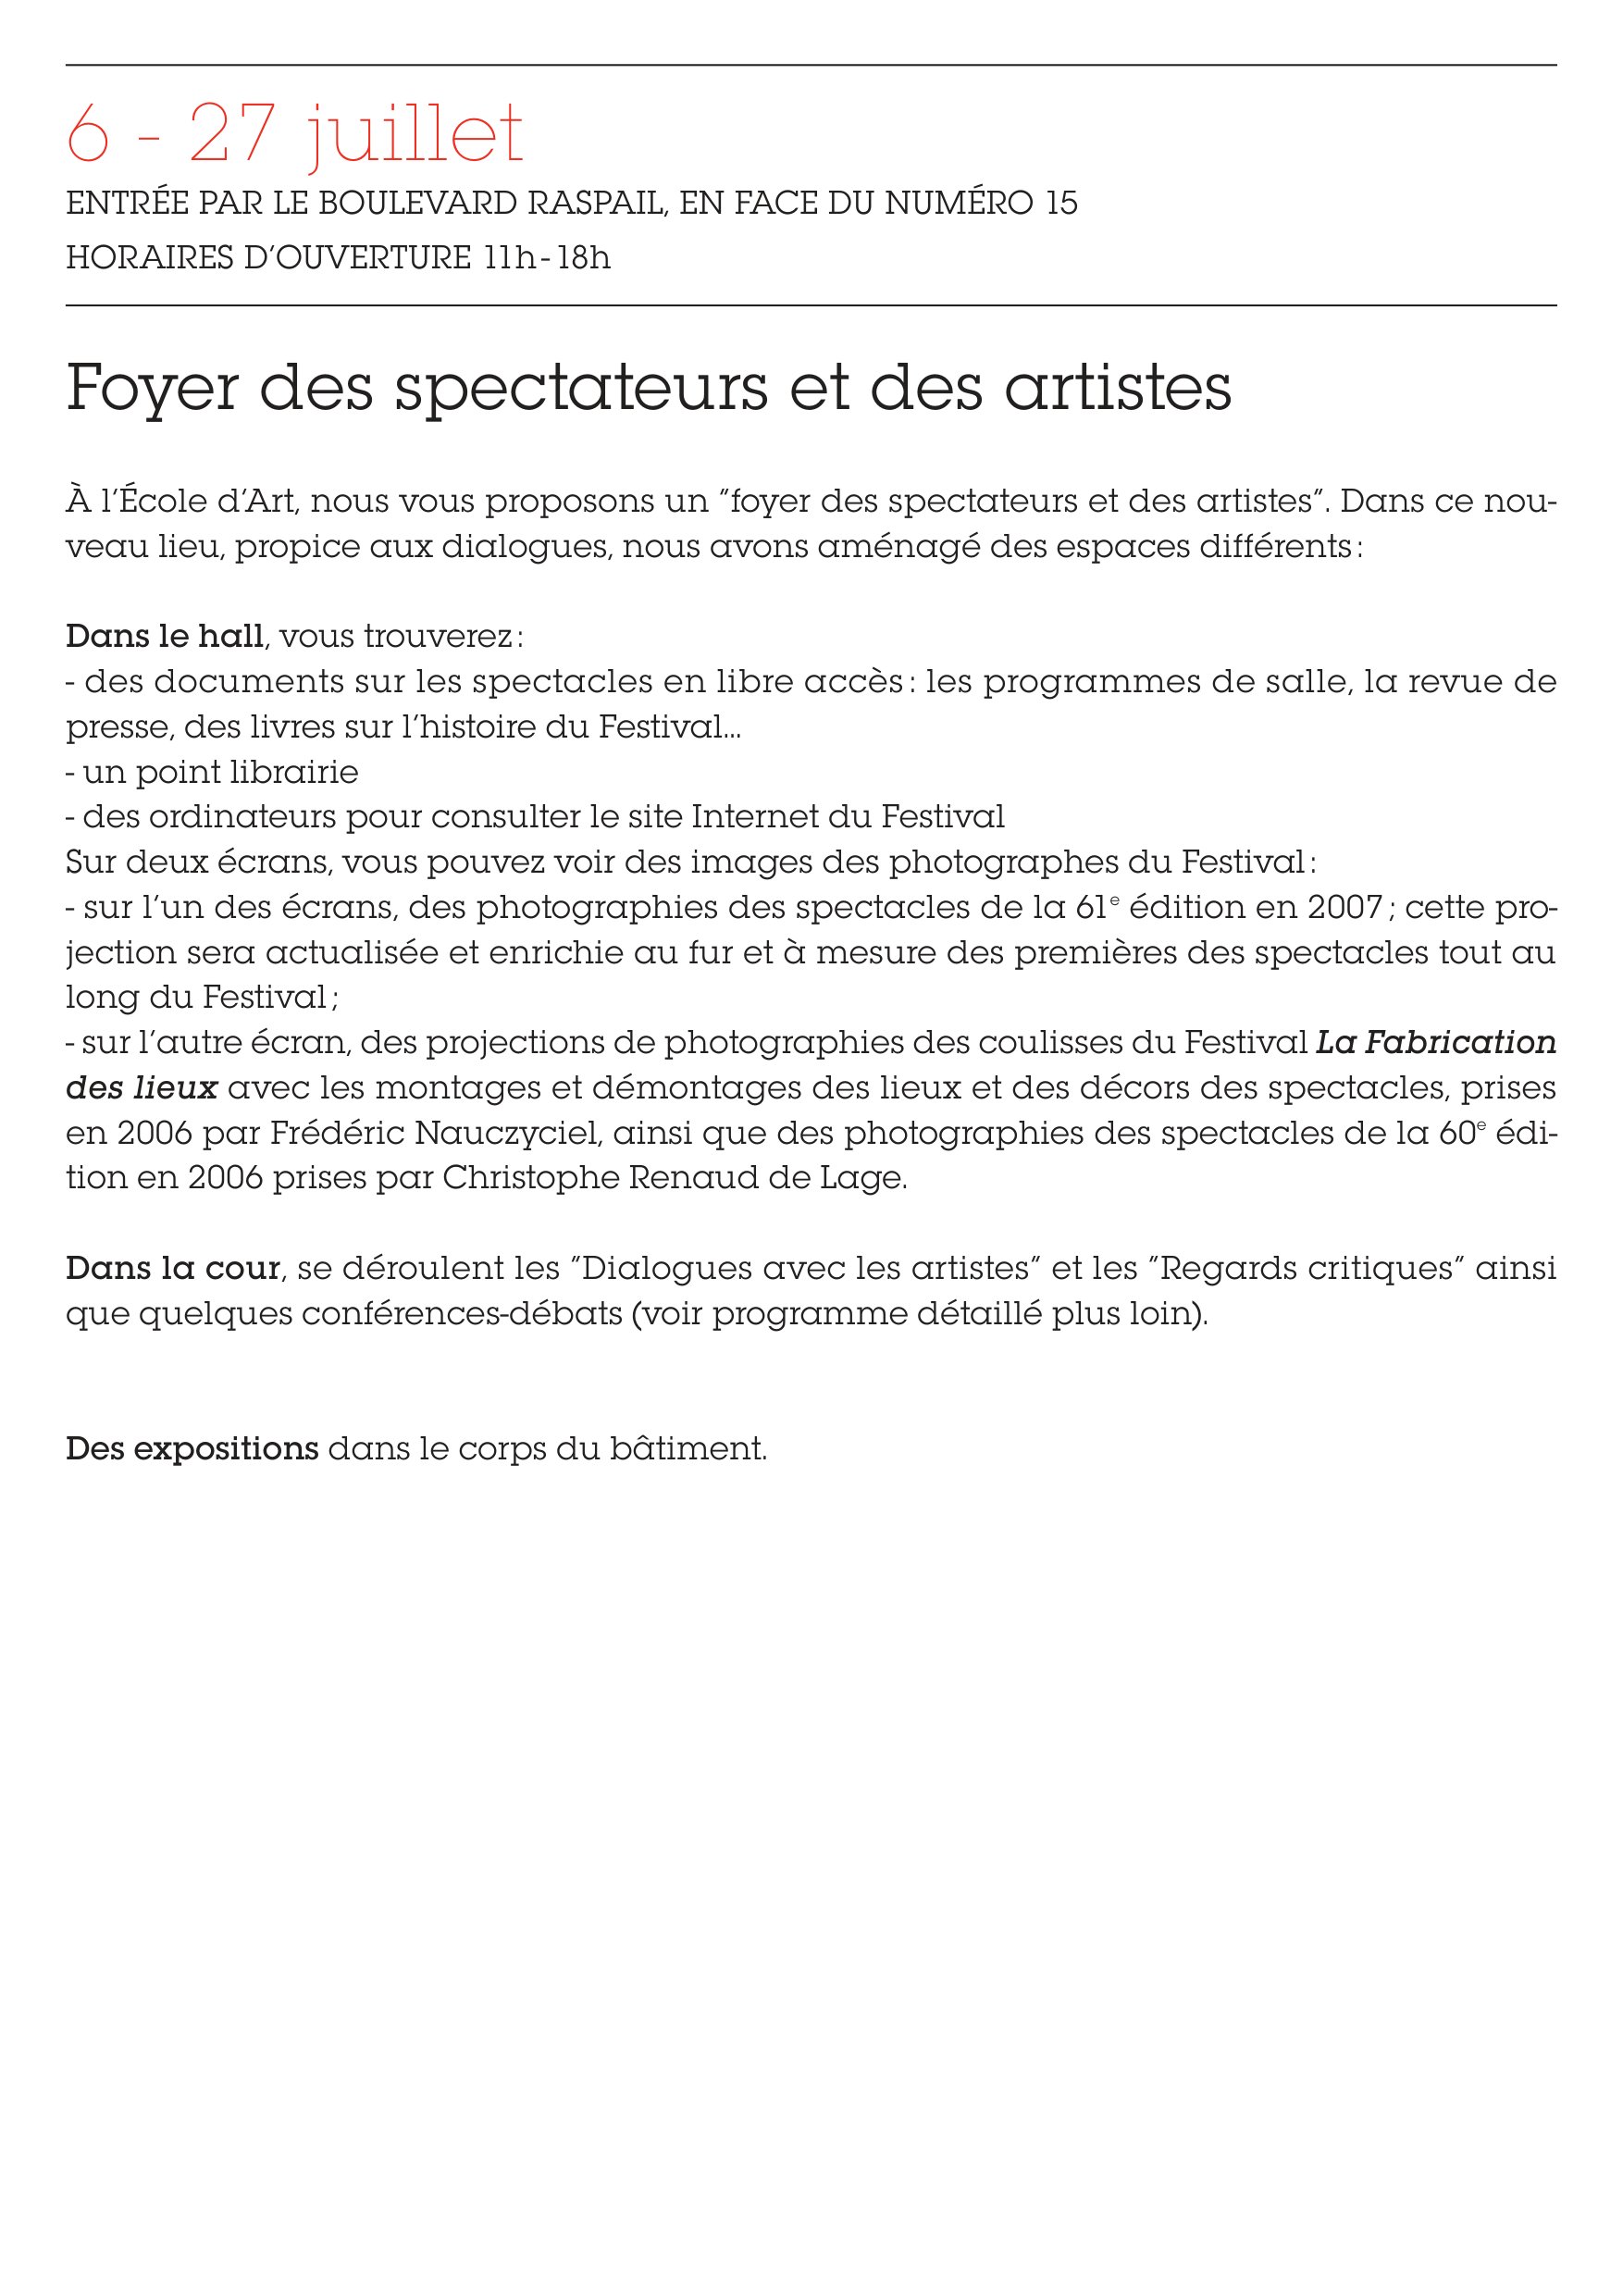 6 - 27 juillet
ENTRÉE PAR LE BOULEVARD RASPAIL, EN FACE DU NUMÉRO 15
HORAIRES D’OUVERTURE 11h - 18h
Foyer des spectateurs et des artistes
À l’École d’Art, nous vous proposons un “foyer des spectateurs et des artistes”. Dans ce nou-
veau lieu, propice aux dialogues, nous avons aménagé des espaces différents :
Dans le hall, vous trouverez :
- des documents sur les spectacles en libre accès : les programmes de salle, la revue de
presse, des livres sur l’histoire du Festival...
- un point librairie
- des ordinateurs pour consulter le site Internet du Festival
Sur deux écrans, vous pouvez voir des images des photographes du Festival :
- sur l’un des écrans, des photographies des spectacles de la 61e édition en 2007 ; cette pro-
jection sera actualisée et enrichie au fur et à mesure des premières des spectacles tout au
long du Festival ;
- sur l’autre écran, des projections de photographies des coulisses du Festival La Fabrication
des lieux avec les montages et démontages des lieux et des décors des spectacles, prises
en 2006 par Frédéric Nauczyciel, ainsi que des photographies des spectacles de la 60e édi-
tion en 2006 prises par Christophe Renaud de Lage.
Dans la cour, se déroulent les “Dialogues avec les artistes” et les “Regards critiques” ainsi
que quelques conférences-débats (voir programme détaillé plus loin).
Des expositions dans le corps du bâtiment.